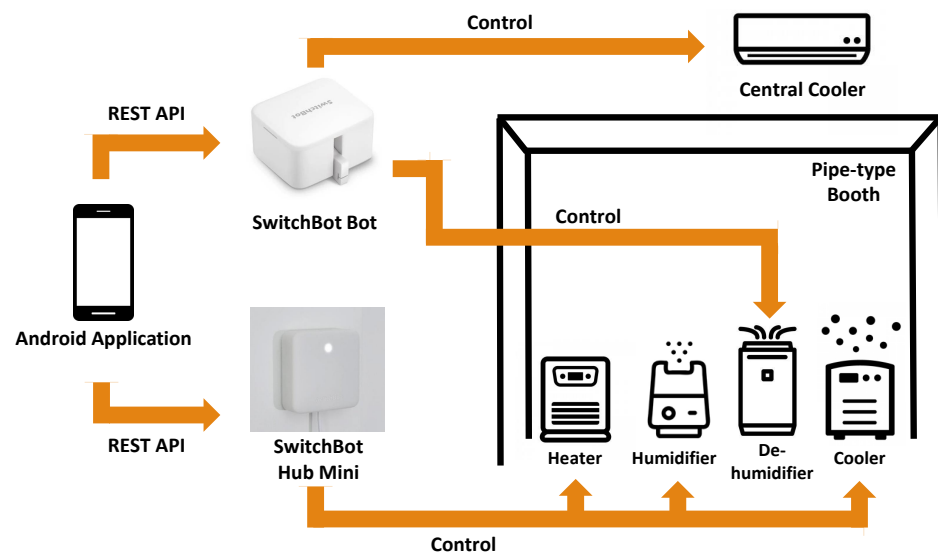 Control
Central Cooler
REST API
SwitchBot
Pipe-type
Booth
SwitchBot Bot
Control
Android Application
REST API
SwitchBot
Hub Mini
Heater
Humidifier
De-
humidifier
Cooler
Control